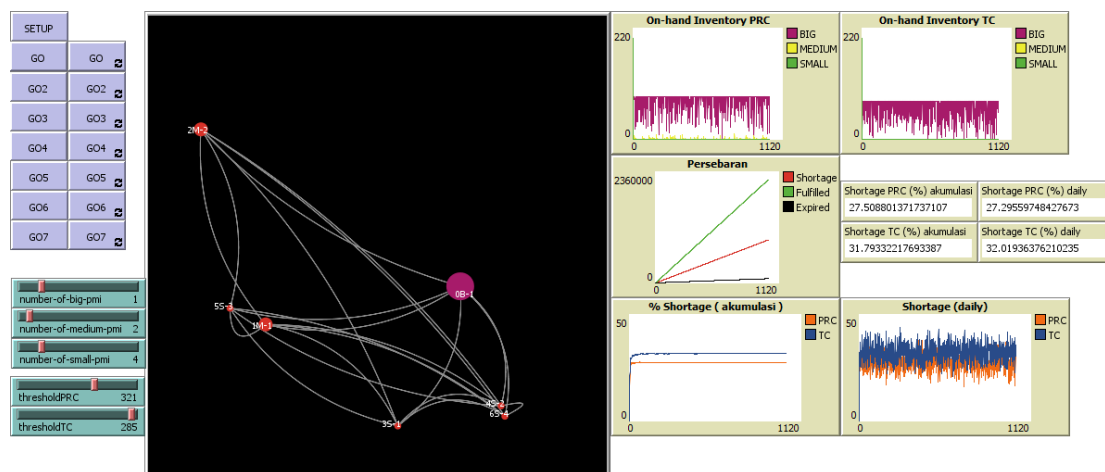 SETUP
GO GO
GO2 GO2
GO3 GO3
GO4 GO4
GO5 GO5
GO6 GO6
GO7 GO7
number-of-big-pmi 1
number-of-medium-pmi 2
number-of-small-pmi 4
thresholdPRC 321
thresholdTC 285
2M-2
0B-1
5S-3
1M-1
4S-2
6S-4
3S-1
On-hand Inventory PRC
220
0
0 1120
BIG
MEDIUM
SMALL
On-hand Inventory TC
220
0
0 1120
BIG
MEDIUM
SMALL
Persebaran
2360000
0
0 1120
Shortage
Fulfilled
Expired
Shortage PRC (%) akumulasi
27.508801371737107
Shortage PRC (%) daily
27.29559748427673
Shortage TC (%) akumulasi
31.79332217693387
Shortage TC (%) daily
32.01936376210235
% Shortage ( akumulasi )
50
0
0 1120
PRC
TC
Shortage (daily)
50
0
0 1120
PRC
TC